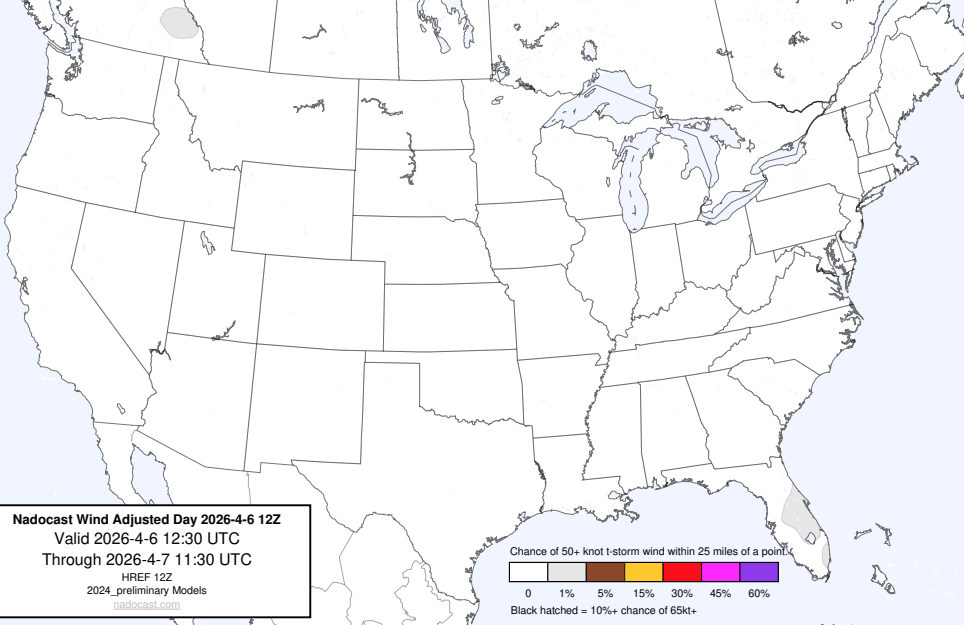 Nadocast Wind Adjusted Day 2026-4-6 12Z
Valid 2026-4-6 12:30 UTC
Through 2026-4-7 11:30 UTC
HREF 12Z
2024_preliminary Models
nadocast.com
Chance of 50+ knot t-storm wind within 25 miles of a point.
0 1% 5% 15% 30% 45% 60%
Black hatched = 10%+ chance of 65kt+